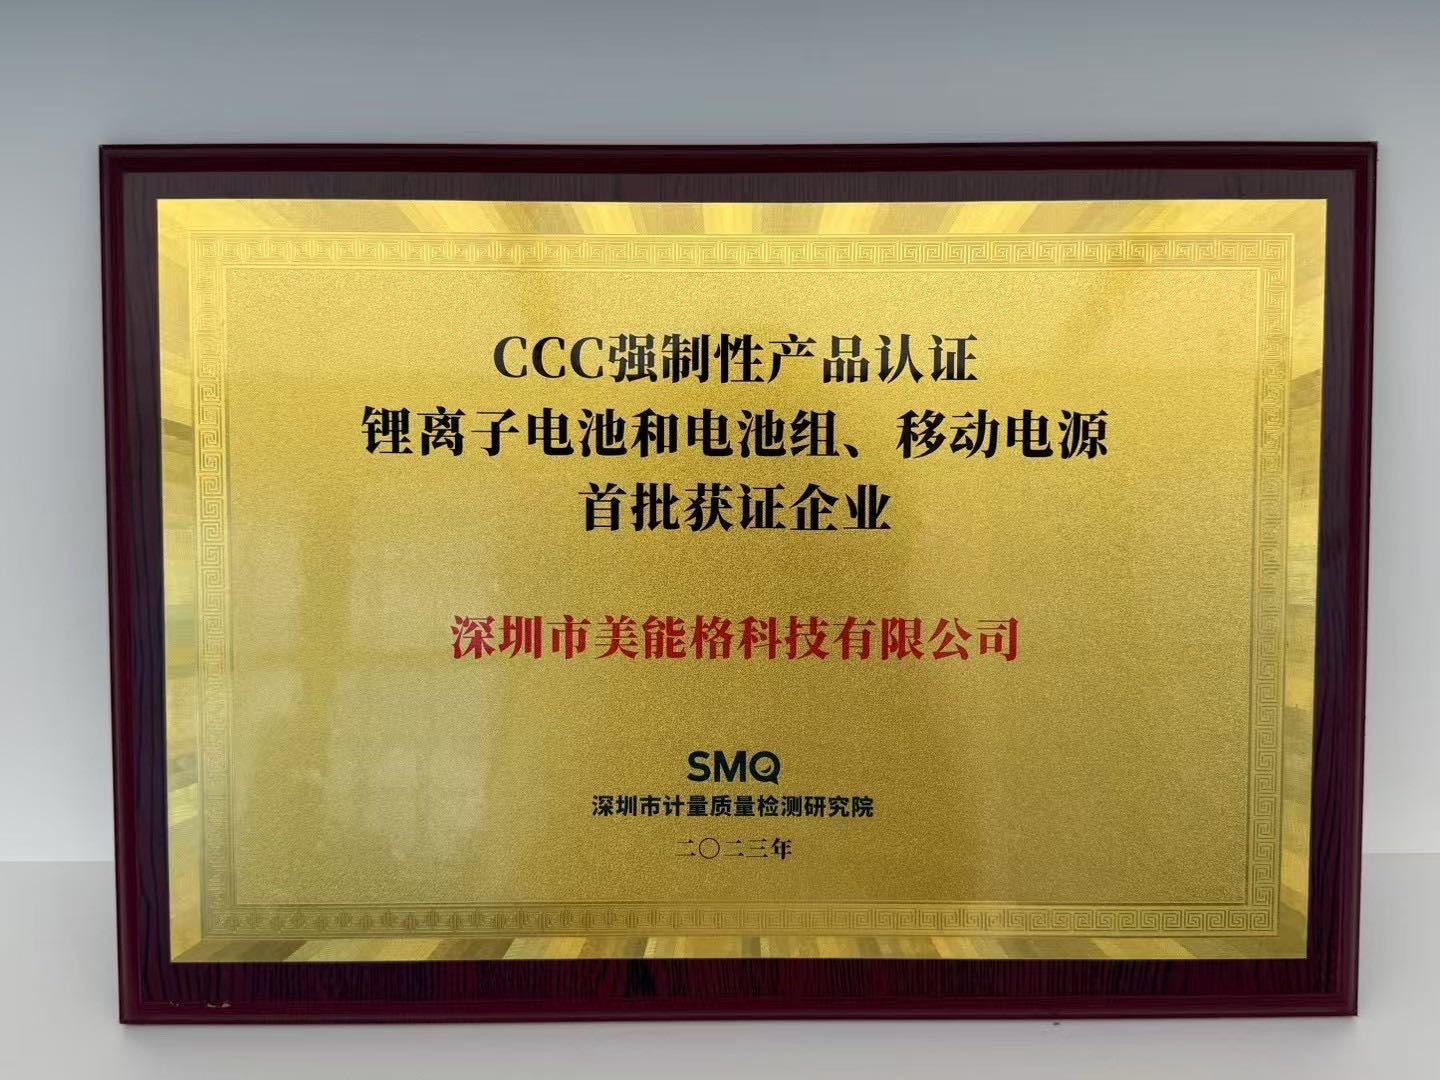 CCC强制性产品认证
锂离子电池和电池组、移动电源
首批获证企业
深圳市美能格科技有限公司
SMQ
深圳市计量质量检测研究院
二〇二三年